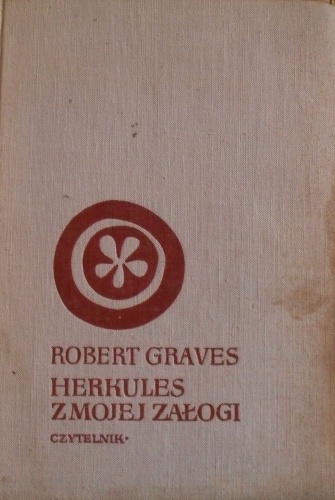 ROBERT GRAVES
HERKULES
Z MOJEJ ZAŁOGI
CZYTELNIK•